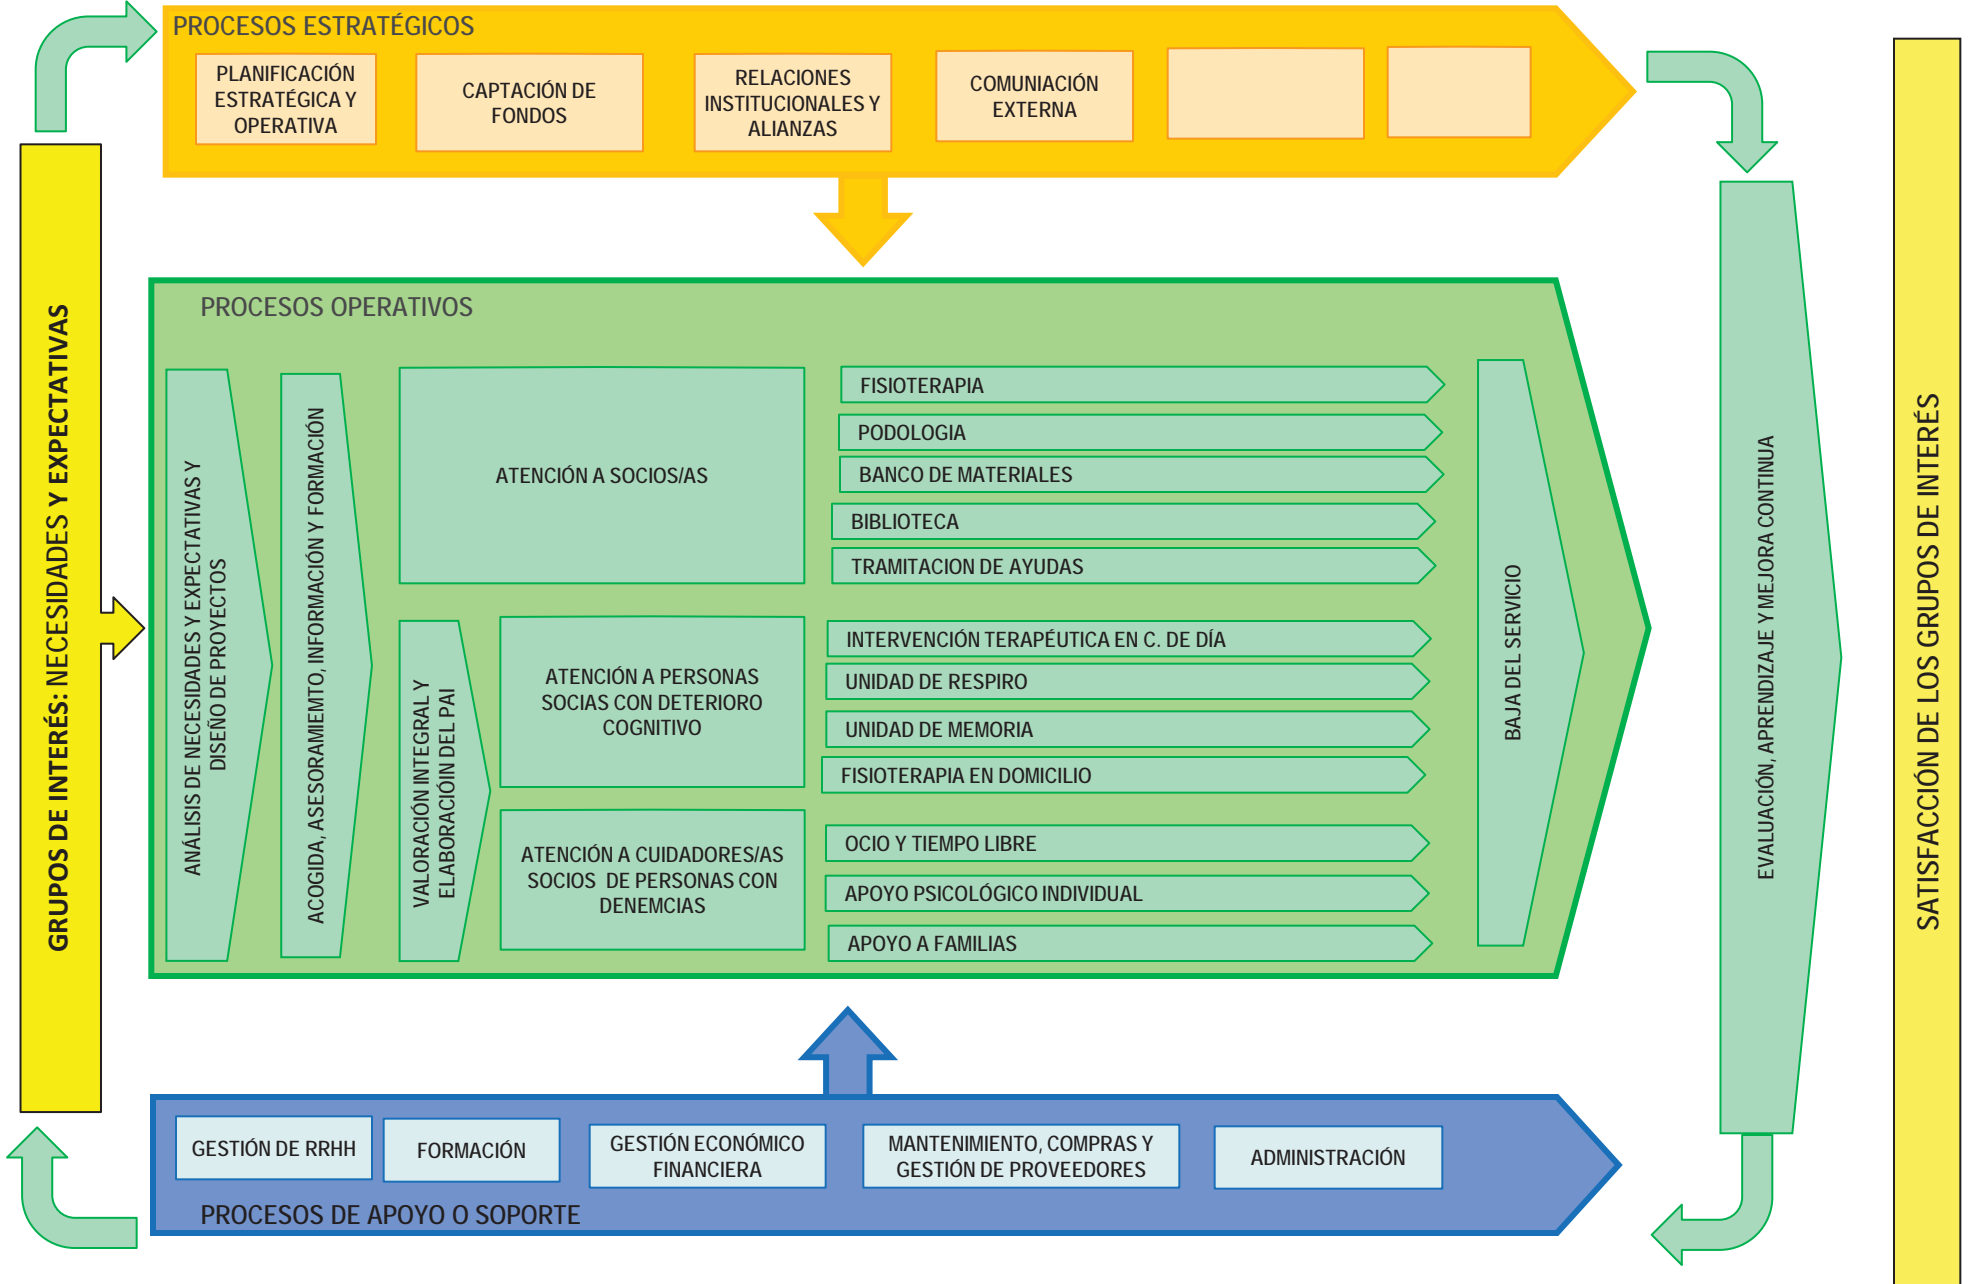 PROCESOS ESTRATÉGICOS
PLANIFICACIÓN
ESTRATÉGICA Y
OPERATIVA
CAPTACIÓN DE
FONDOS
RELACIONES
INSTITUCIONALES Y
ALIANZAS
COMUNIACIÓN
EXTERNA
GRUPOS DE INTERÉS: NECESIDADES Y EXPECTATIVAS
PROCESOS OPERATIVOS
ANÁLISIS DE NECESIDADES Y EXPECTATIVAS Y
DISEÑO DE PROYECTOS
ACOGIDA, ASESORAMIEMTO, INFORMACIÓN Y FORMACIÓN
ATENCIÓN A SOCIOS/AS
FISIOTERAPIA
PODOLOGIA
BANCO DE MATERIALES
BIBLIOTECA
TRAMITACION DE AYUDAS
VALORACIÓN INTEGRAL Y
ELABORACIÍN DEL PAI
ATENCIÓN A PERSONAS
SOCIAS CON DETERIORO
COGNITIVO
INTERVENCIÓN TERAPÉUTICA EN C. DE DÍA
UNIDAD DE RESPIRO
UNIDAD DE MEMORIA
FISIOTERAPIA EN DOMICILIO
ATENCIÓN A CUIDADORES/AS
SOCIOS DE PERSONAS CON
DENEMCIAS
OCIO Y TIEMPO LIBRE
APOYO PSICOLÓGICO INDIVIDUAL
APOYO A FAMILIAS
BAJA DEL SERVICIO
EVALUACIÓN, APRENDIZAJE Y MEJORA CONTINUA
SATISFACCIÓN DE LOS GRUPOS DE INTERÉS
GESTIÓN DE RRHH
FORMACIÓN
GESTIÓN ECONÓMICO
FINANCIERA
MANTENIMIENTO, COMPRAS Y
GESTIÓN DE PROVEEDORES
ADMINISTRACIÓN
PROCESOS DE APOYO O SOPORTE